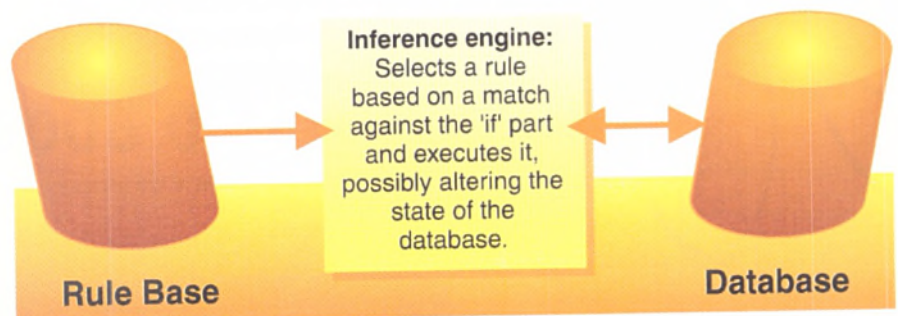 Inference engine:
Selects a rule
based on a match
against the 'if' part
and executes it,
possibly altering the
state of the
database.
Rule Base
Database